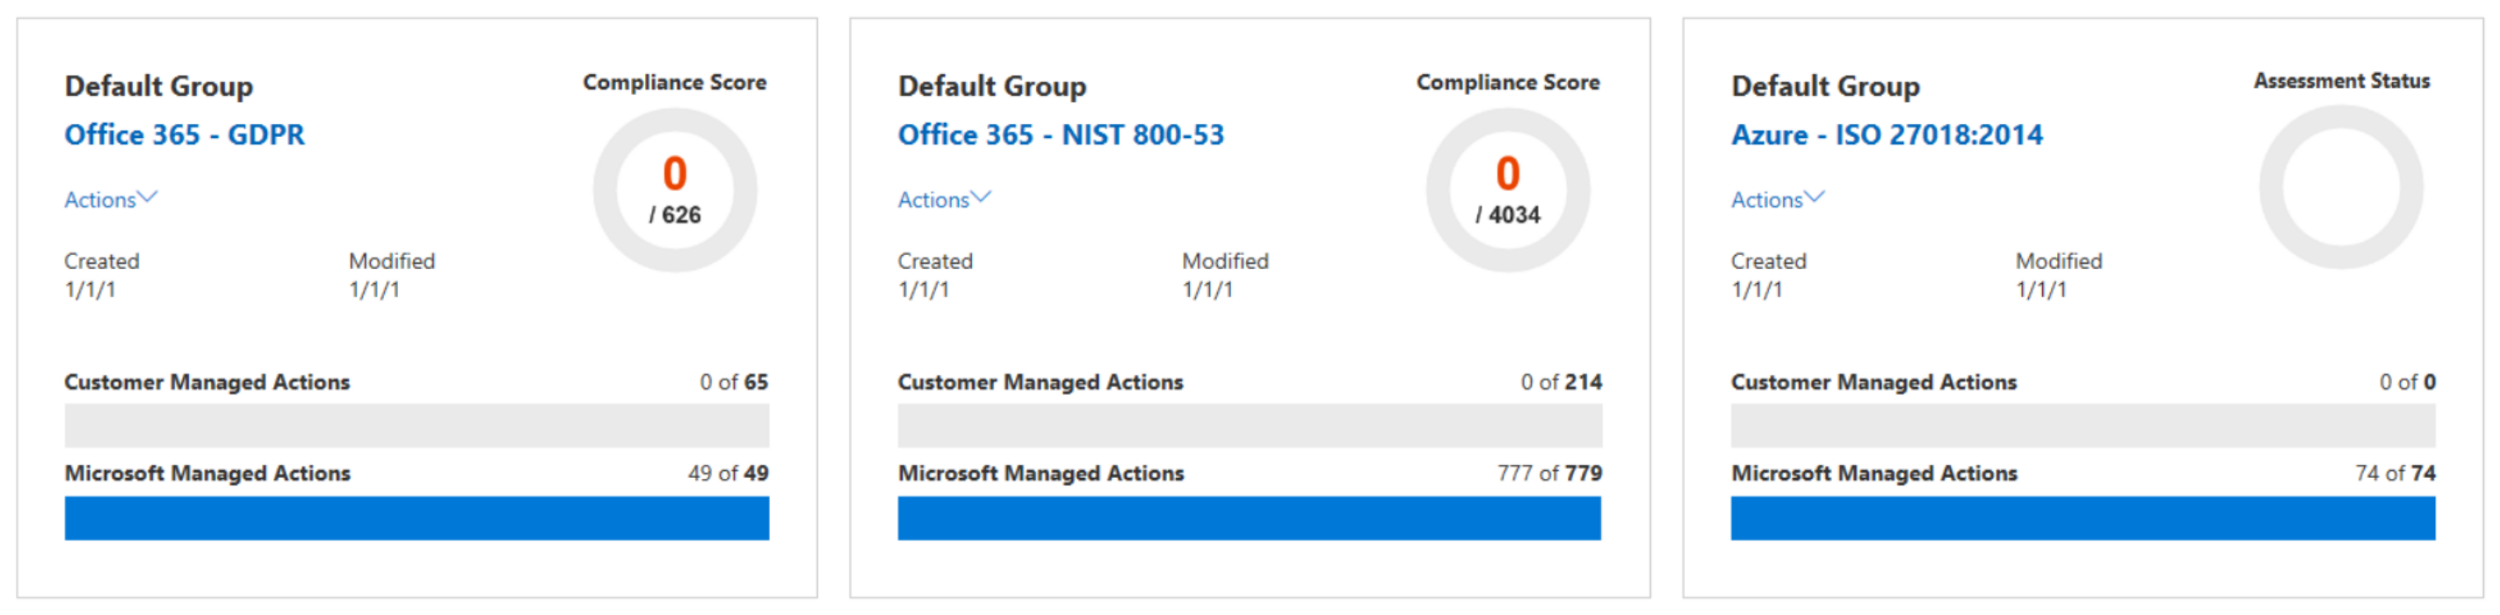 Default Group
Compliance Score
Office 365 - GDPR
0
/ 626
Actions
Created
Modified
1/1/1
1/1/1
Customer Managed Actions
0 of 65
Microsoft Managed Actions
49 of 49
Default Group
Compliance Score
Office 365 - NIST 800-53
0
/ 4034
Actions
Created
Modified
1/1/1
1/1/1
Customer Managed Actions
0 of 214
Microsoft Managed Actions
777 of 779
Default Group
Assessment Status
Azure - ISO 27018:2014
Actions
Created
Modified
1/1/1
1/1/1
Customer Managed Actions
0 of 0
Microsoft Managed Actions
74 of 74